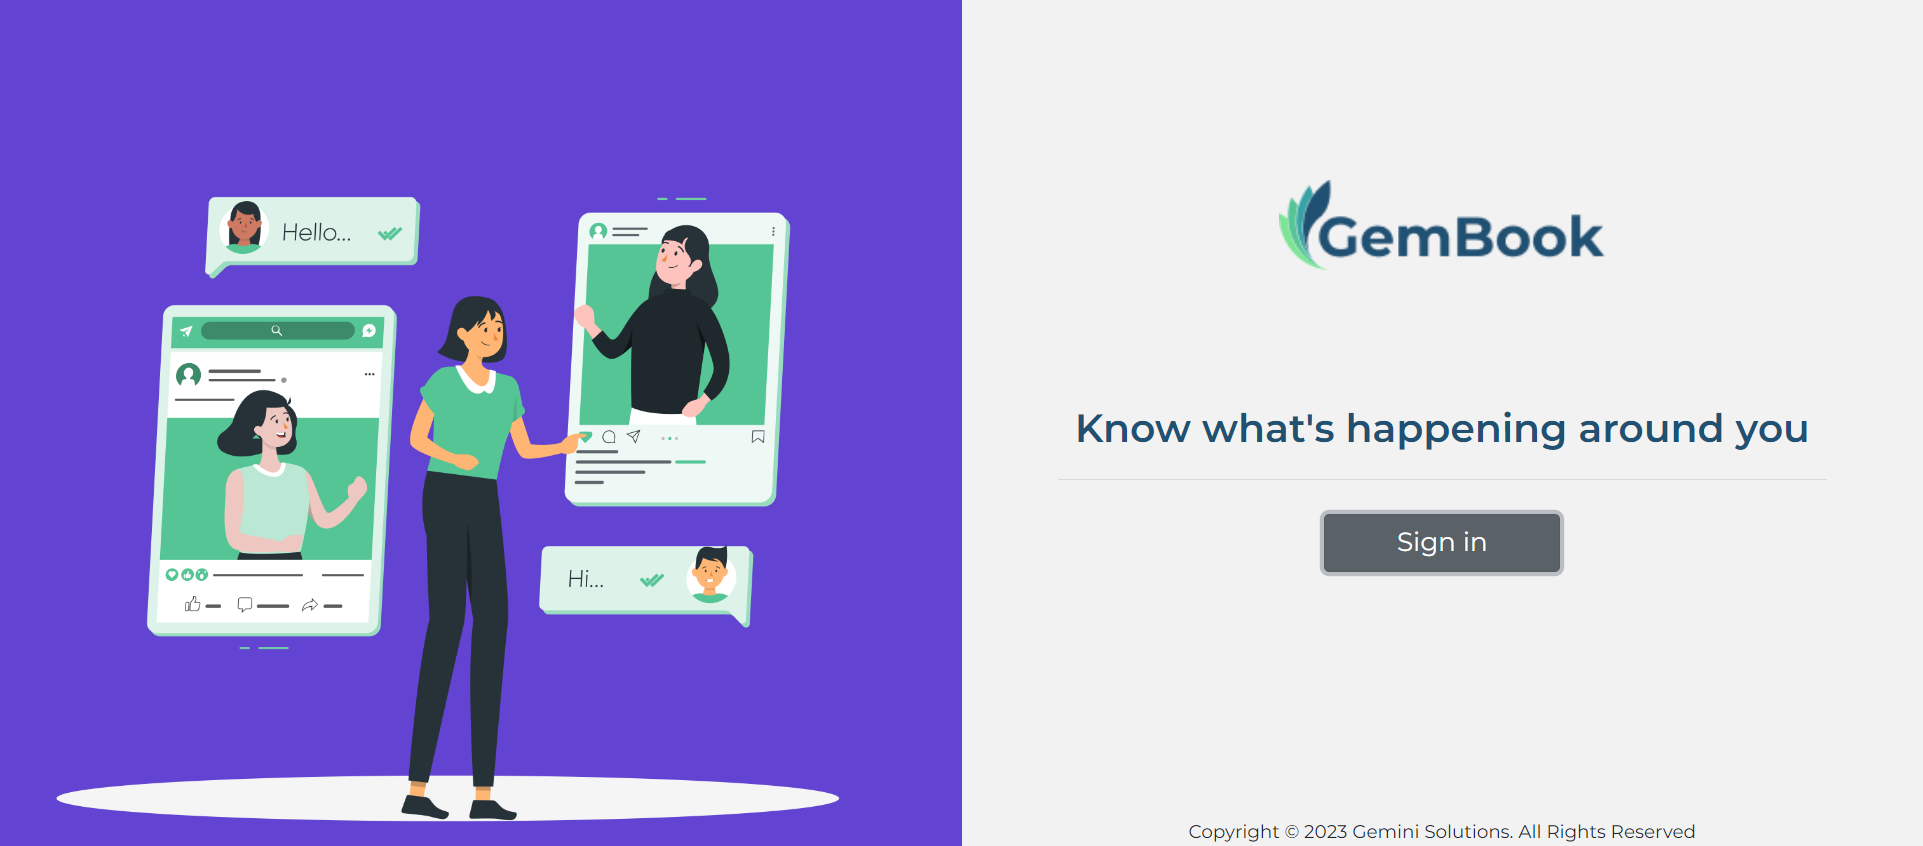 Hello...
Hi...
GemBook
Know what's happening around you
Sign in
Copyright © 2023 Gemini Solutions. All Rights Reserved